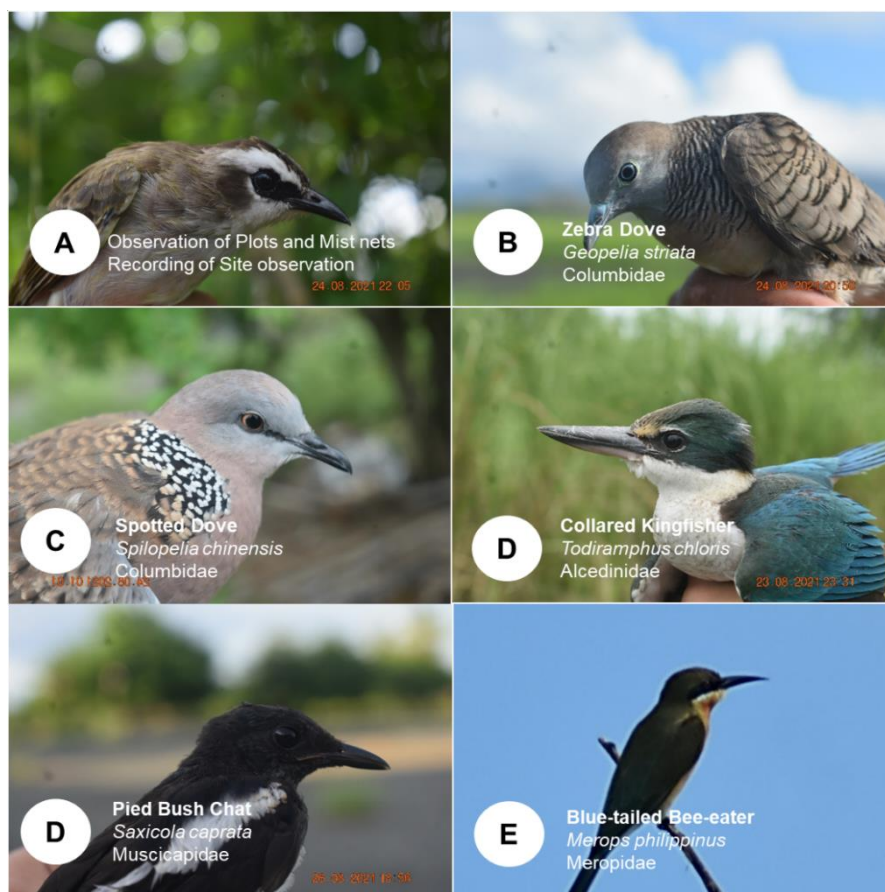 A
Observation of Plots and Mist nets
Recording of Site observation
24 08 2021 22 05
B
Zebra Dove
Geopelia striata
Columbidae
C
Spotted Dove
Spilopelia chinensis
Columbidae
D
Collared Kingfisher
Todiramphus chloris
Alcedinidae
23 08 2021 23 31
D
Pied Bush Chat
Saxicola caprata
Muscicapidae
E
Blue-tailed Bee-eater
Merops philippinus
Meropidae